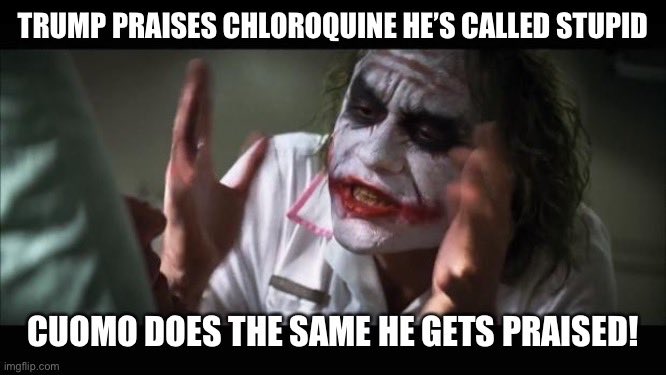 TRUMP PRAISES CHLOROQUINE HE'S CALLED STUPID
CUOMO DOES THE SAME HE GETS PRAISED!
imgflip.com